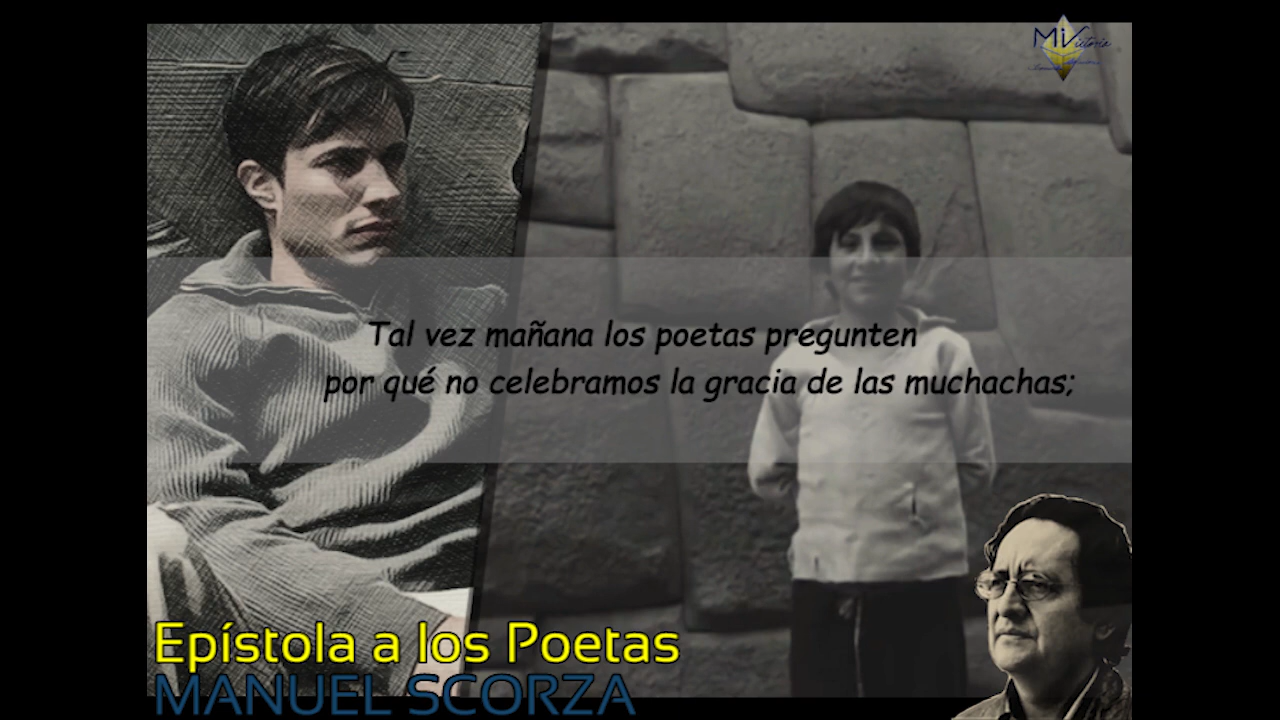 MiVictoria
Tal vez mañana los poetas pregunten
por qué no celebramos la gracia de las muchachas;
Epístola a los Poetas
MANUEL SCORZA